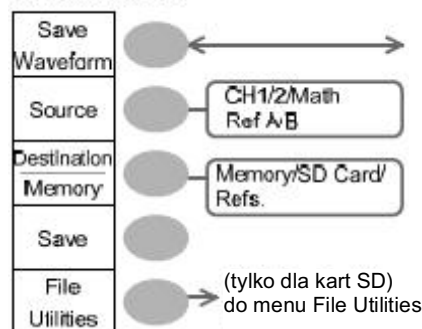 Save
Waveform
Source
CH1/2/Math
Ref A/B
Destination
Memory
Memory/SD Card/
Refs.
Save
File
Utilities
(tylko dla kart SD)
do menu File Utilities